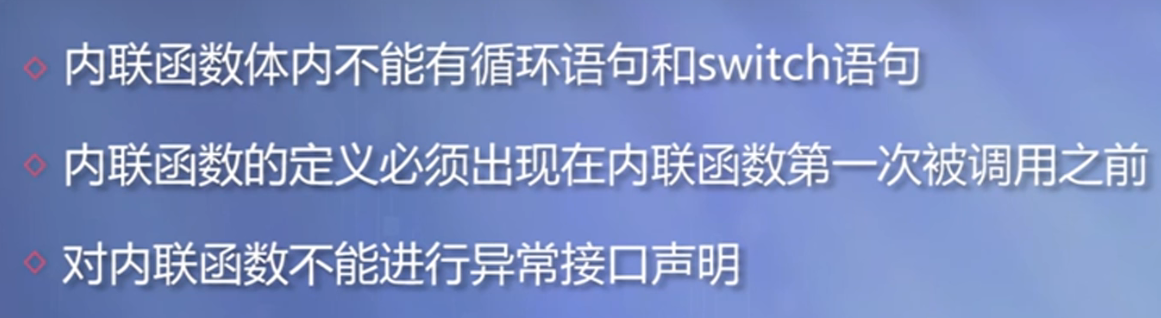 内联函数体内不能有循环语句和switch语句
内联函数的定义必须出现在内联函数第一次被调用之前
对内联函数不能进行异常接口声明